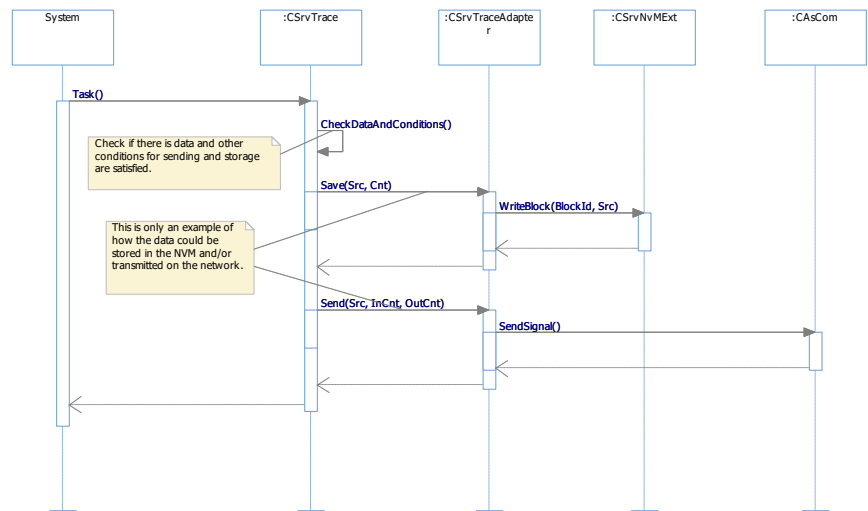 System
:CSrvTrace
:CSrvTraceAdapte
r
:CSrvNvMExt
:CAsCom
Task()
CheckDataAndConditions()
Check if there is data and other
conditions for sending and storage
are satisfied.
Save(Src, Cnt)
WriteBlock(BlockId, Src)
This is only an example of
how the data could be
stored in the NVM and/or
transmitted on the network.
Send(Src, InCnt, OutCnt)
SendSignal()